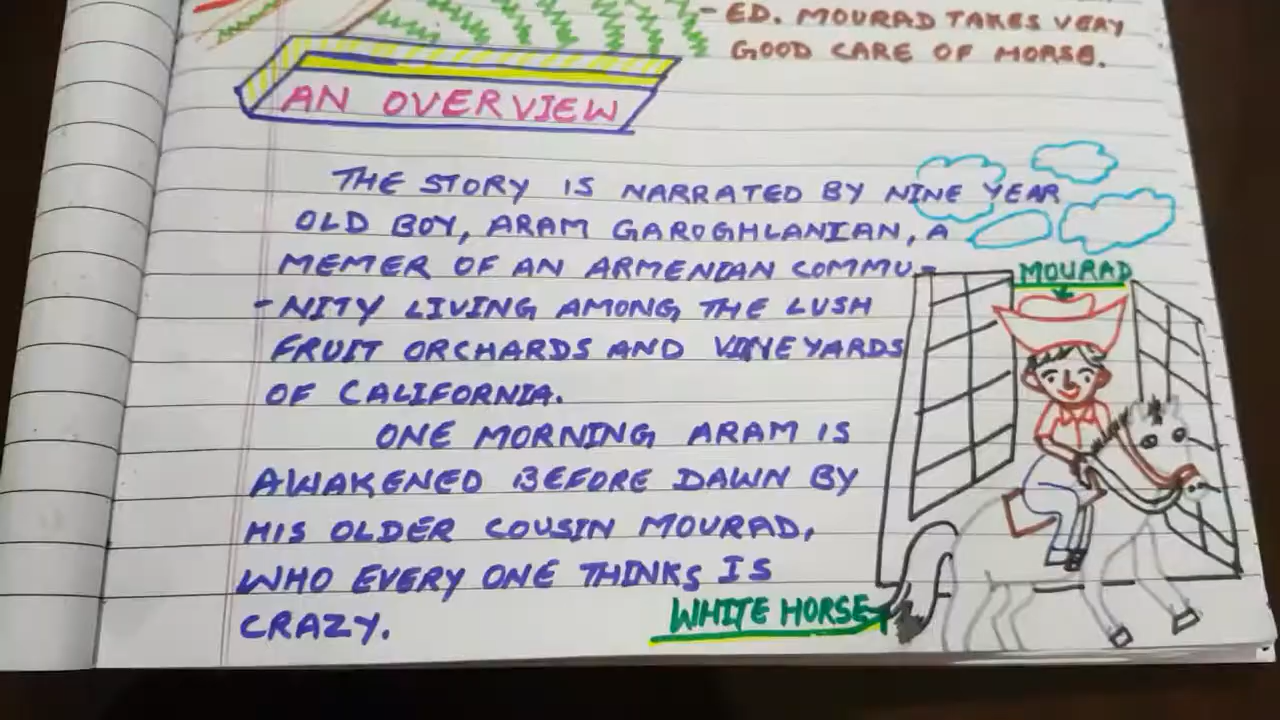 -ED. MOURAD TAKES VERY
GOOD CARE OF HORSE.
AN OVERVIEW
THE STORY IS NARRATED BY NINE YEAR
OLD BOY, ARAM GAROGHLANIAN, A
MEMER OF AN ARMENIAN COMMU-
-NITY LIVING AMONG THE LUSH
FRUIT ORCHARDS AND VINEYARDS
OF CALIFORNIA.
ONE MORNING ARAM IS
AWAKENED BEFORE DAWN BY
HIS OLDER COUSIN MOURAD,
WHO EVERY ONE THINKS IS
CRAZY.
MOURAD
WHITE HORSE